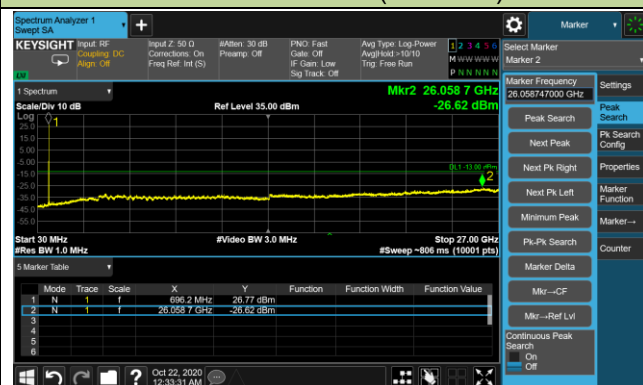 Spectrum Analyzer 1
Swept SA
Marker
KEYSIGHT
Input: RF
Coupling: DC
Align: Off
Input Z: 50 Ω
Corrections: On
Freq Ref: Int (S)
#Atten: 30 dB
Preamp: Off
PNO: Fast
Gate: Off
IF Gain: Low
Sig Track: Off
Avg Type: Log-Power
Avg|Hold:>10/10
Trig: Free Run
1 2 3 4 5 6
M W W W W W
P N N N N N
Select Marker
Marker 2
Marker Frequency
26.058747000 GHz
Settings
Peak Search
Next Peak
Next Pk Right
Next Pk Left
Minimum Peak
Pk-Pk Search
Marker Delta
Mkr→CF
Mkr→Ref Lvl
Continuous Peak
Search
On
Off
Peak
Search
Pk Search
Config
Properties
Marker
Function
Marker→
Counter
1 Spectrum
Scale/Div 10 dB
Ref Level 35.00 dBm
Mkr2 26.058 7 GHz
-26.62 dBm
Log
25.0
15.0
5.00
-5.00
-15.0
-25.0
-35.0
-45.0
-55.0
1
DL1 -13.00 dBm
2
Start 30 MHz
#Video BW 3.0 MHz
Stop 27.00 GHz
#Res BW 1.0 MHz
#Sweep ~806 ms (10001 pts)
5 Marker Table
Mode Trace Scale X Y Function Function Width Function Value
1 N 1 f 696.2 MHz 26.77 dBm
2 N 1 f 26.058 7 GHz -26.62 dBm
3
4
5
6
?
Oct 22, 2020
12:33:31 AM